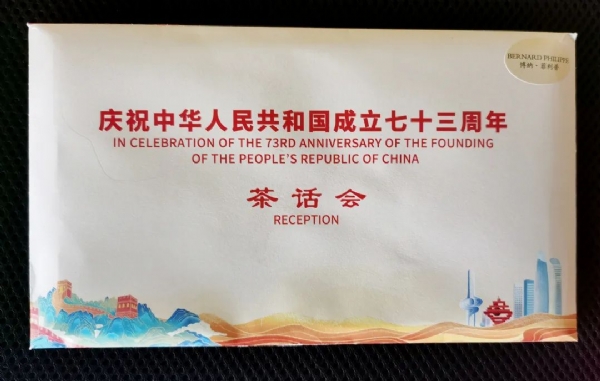 BERNARD PHILIPS
博纳·菲利普
庆祝中华人民共和国成立七十三周年
IN CELEBRATION OF THE 73RD ANNIVERSARY OF THE FOUNDING
OF THE PEOPLE'S REPUBLIC OF CHINA
茶话会
RECEPTION